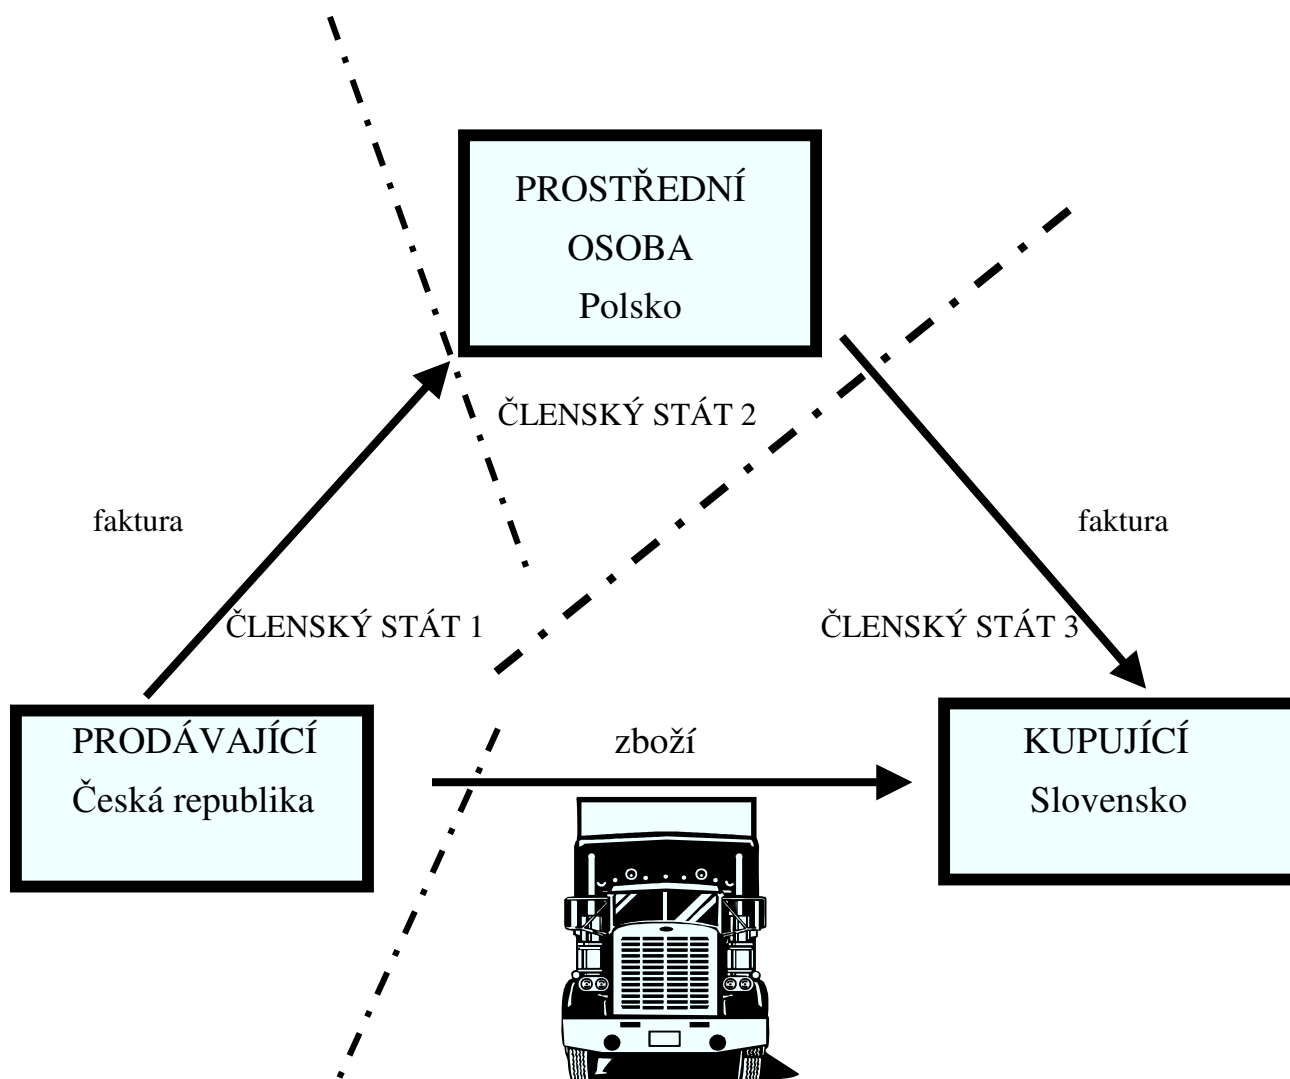 PROSTŘEDNÍ
OSOBA
Polsko
ČLENSKÝ STÁT 2
faktura
faktura
ČLENSKÝ STÁT 1
ČLENSKÝ STÁT 3
PRODÁVAJÍCÍ
Česká republika
zboží
KUPUJÍCÍ
Slovensko